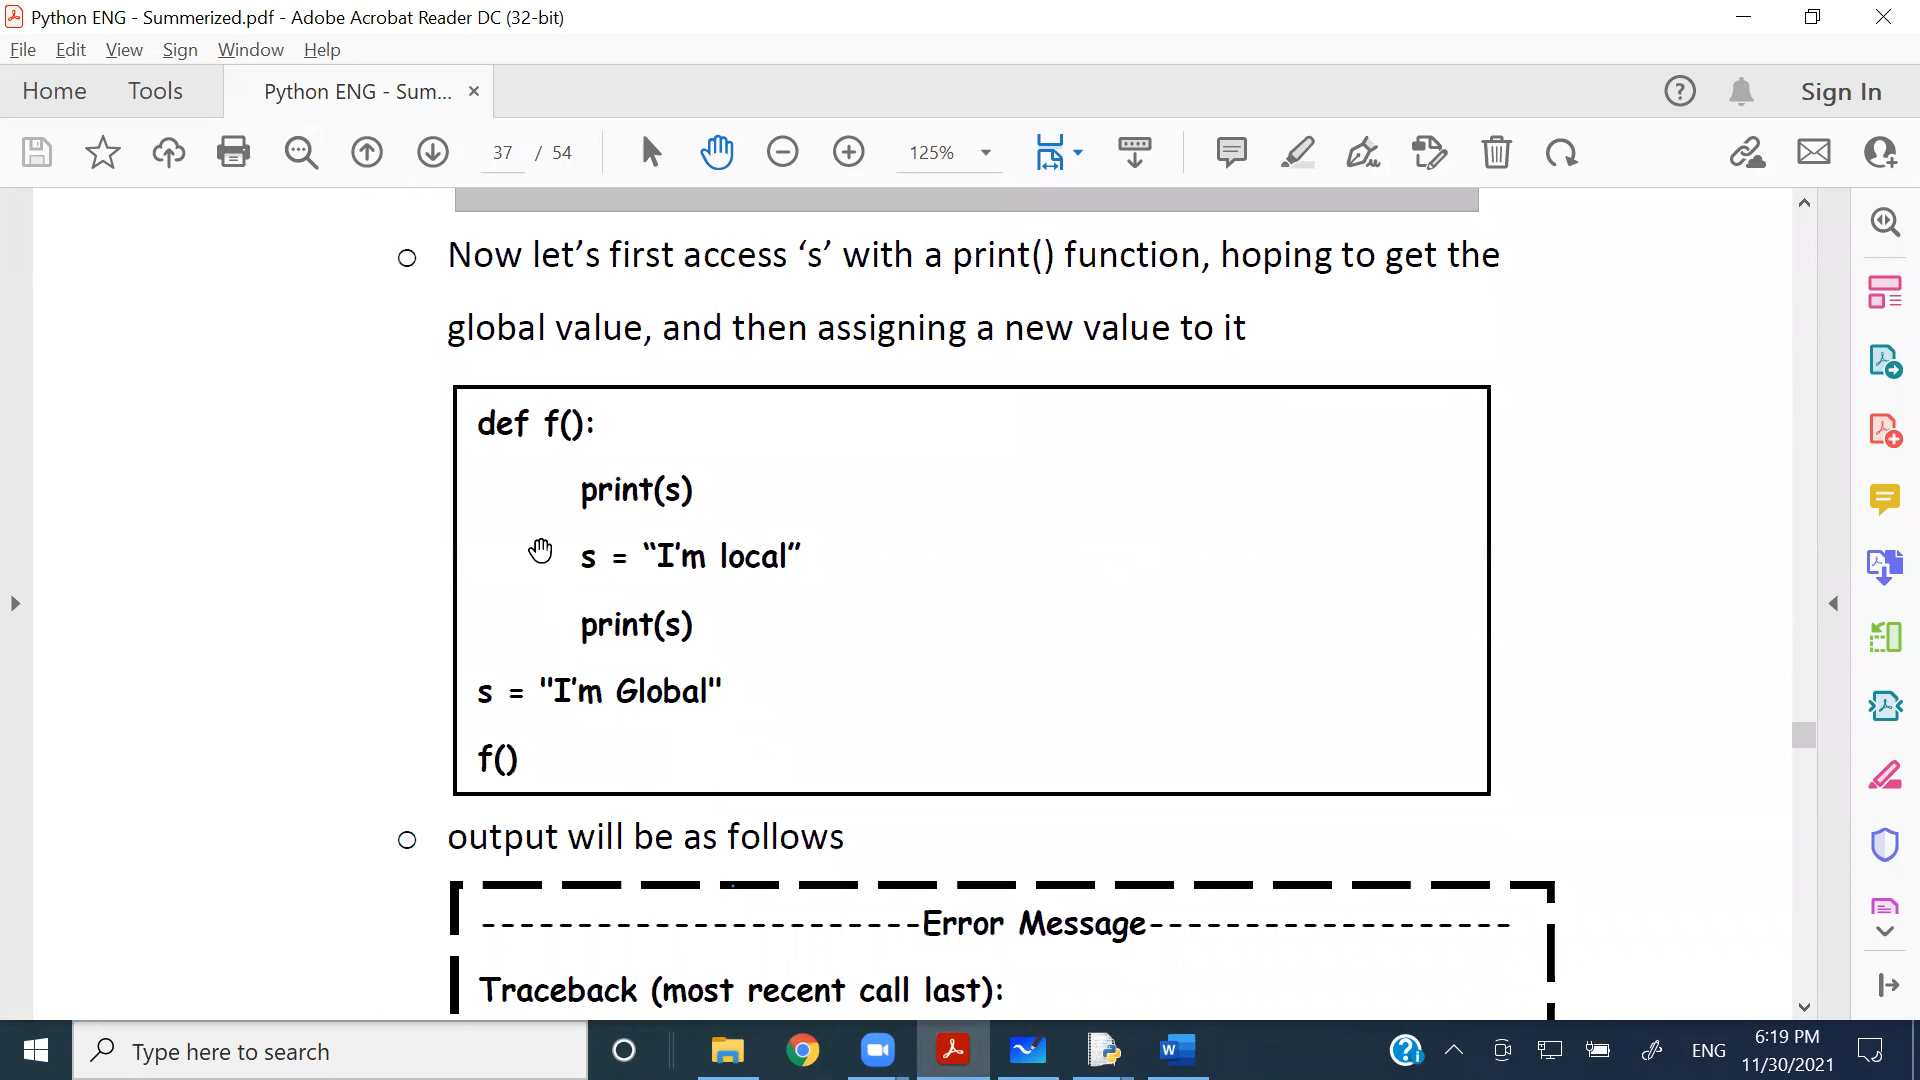 Python ENG - Summerized.pdf - Adobe Acrobat Reader DC (32-bit)
File Edit View Sign Window Help
Home Tools Python ENG - Sum... × Sign In
37 / 54 125%
o Now let’s first access ‘s’ with a print() function, hoping to get the
global value, and then assigning a new value to it
def f():
print(s)
s = “I’m local”
print(s)
s = "I’m Global"
f()
o output will be as follows
-----------------------Error Message-------------------
Traceback (most recent call last):
Type here to search
ENG
6:19 PM
11/30/2021